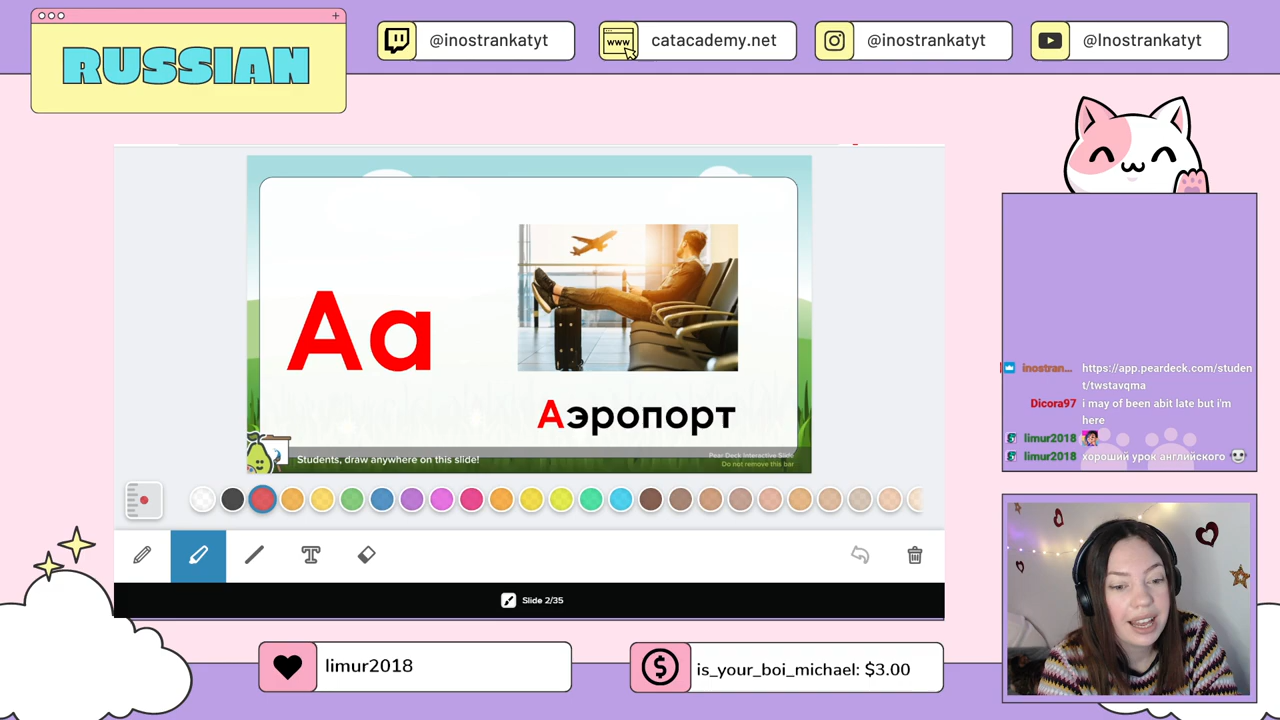 RUSSIAN
@inostrankatyt
www
catacademy.net
@inostrankatyt
@Inostrankatyt
Aa
Аэропорт
Students, draw anywhere on this slide!
Pear Deck Interactive Slide
Do not remove this bar
Slide 2/35
inostran... https://app.peardeck.com/studen
t/twstavqma
Dicora97 i may of been abit late but i'm
here
limur2018
limur2018 хороший урок английского
limur2018
is_your_boi_michael: $3.00